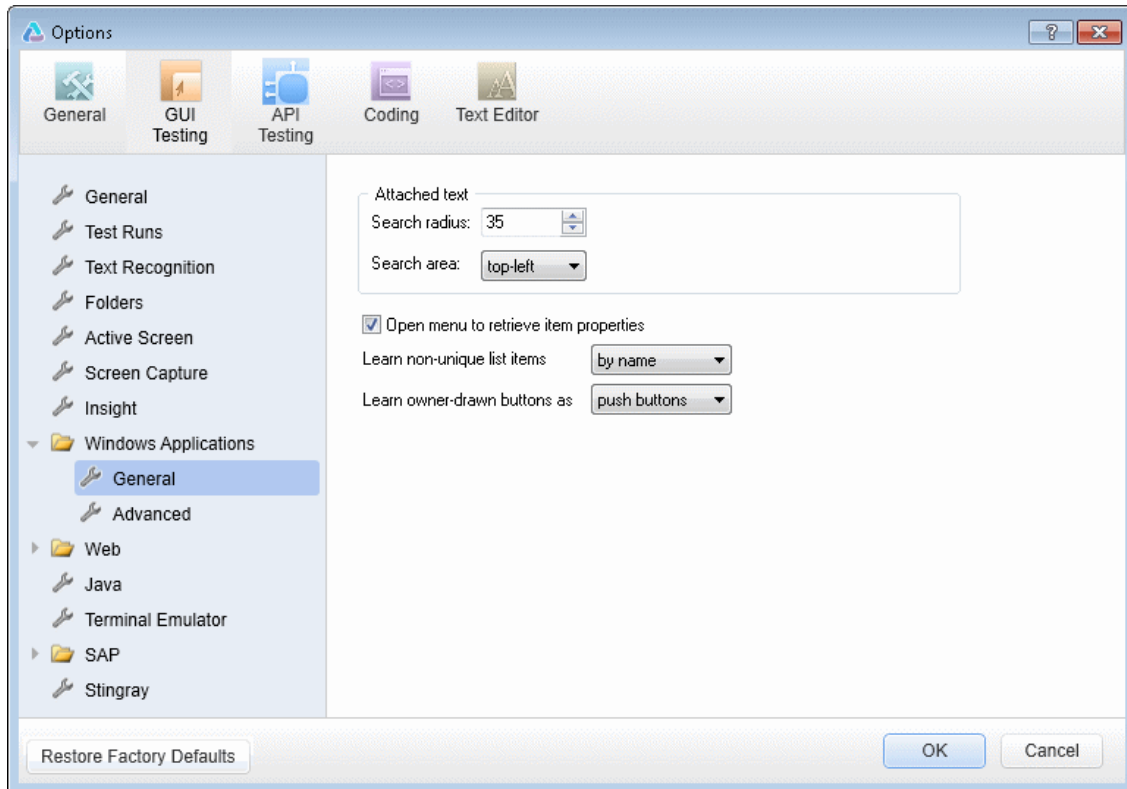 Options
?
General
GUI
Testing
API
Testing
Coding
Text Editor
General
Test Runs
Text Recognition
Folders
Active Screen
Screen Capture
Insight
Windows Applications
General
Advanced
Web
Java
Terminal Emulator
SAP
Stingray
Attached text
Search radius: 35
Search area: top-left
Open menu to retrieve item properties
Learn non-unique list items by name
Learn owner-drawn buttons as push buttons
Restore Factory Defaults
OK
Cancel